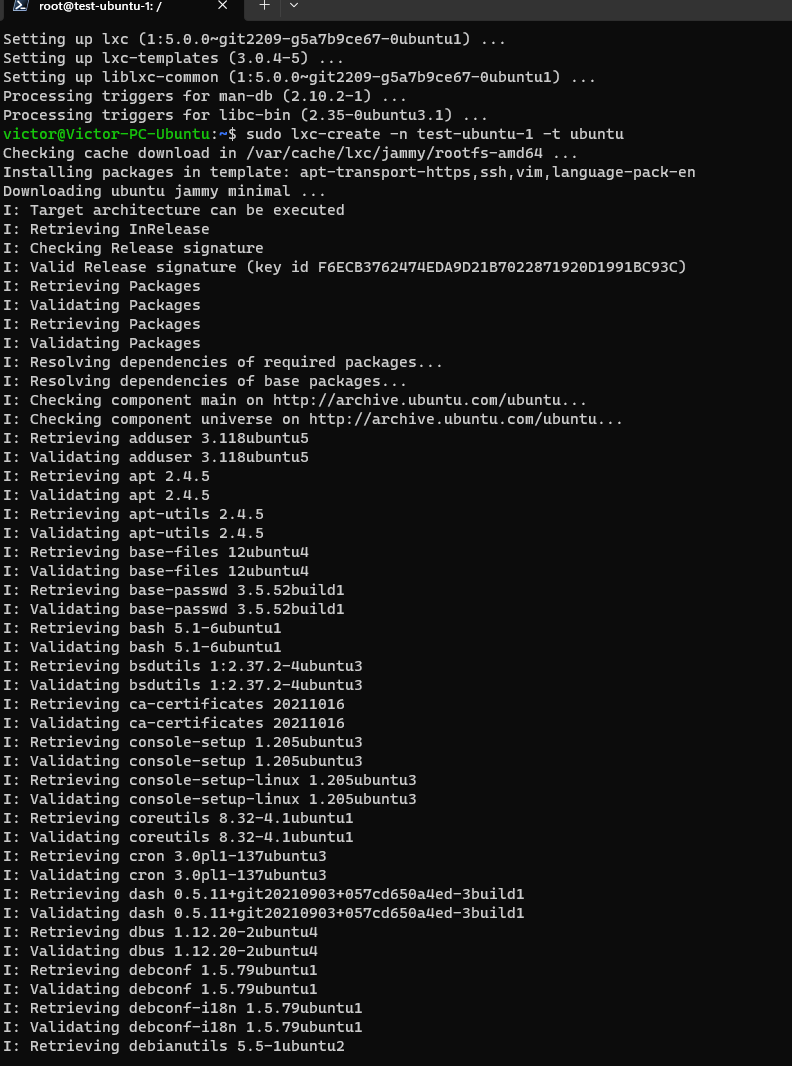 root@test-ubuntu-1: /
Setting up lxc (1:5.0.0~git2209-g5a7b9ce67-0ubuntu1) ...
Setting up lxc-templates (3.0.4-5) ...
Setting up liblxc-common (1:5.0.0~git2209-g5a7b9ce67-0ubuntu1) ...
Processing triggers for man-db (2.10.2-1) ...
Processing triggers for libc-bin (2.35-0ubuntu3.1) ...
victor@Victor-PC-Ubuntu:~$ sudo lxc-create -n test-ubuntu-1 -t ubuntu
Checking cache download in /var/cache/lxc/jammy/rootfs-amd64 ...
Installing packages in template: apt-transport-https,ssh,vim,language-pack-en
Downloading ubuntu jammy minimal ...
I: Target architecture can be executed
I: Retrieving InRelease
I: Checking Release signature
I: Valid Release signature (key id F6ECB3762474EDA9D21B7022871920D1991BC93C)
I: Retrieving Packages
I: Validating Packages
I: Retrieving Packages
I: Validating Packages
I: Resolving dependencies of required packages...
I: Resolving dependencies of base packages...
I: Checking component main on http://archive.ubuntu.com/ubuntu...
I: Checking component universe on http://archive.ubuntu.com/ubuntu...
I: Retrieving adduser 3.118ubuntu5
I: Validating adduser 3.118ubuntu5
I: Retrieving apt 2.4.5
I: Validating apt 2.4.5
I: Retrieving apt-utils 2.4.5
I: Validating apt-utils 2.4.5
I: Retrieving base-files 12ubuntu4
I: Validating base-files 12ubuntu4
I: Retrieving base-passwd 3.5.52build1
I: Validating base-passwd 3.5.52build1
I: Retrieving bash 5.1-6ubuntu1
I: Validating bash 5.1-6ubuntu1
I: Retrieving bsdutils 1:2.37.2-4ubuntu3
I: Validating bsdutils 1:2.37.2-4ubuntu3
I: Retrieving ca-certificates 20211016
I: Validating ca-certificates 20211016
I: Retrieving console-setup 1.205ubuntu3
I: Validating console-setup 1.205ubuntu3
I: Retrieving console-setup-linux 1.205ubuntu3
I: Validating console-setup-linux 1.205ubuntu3
I: Retrieving coreutils 8.32-4.1ubuntu1
I: Validating coreutils 8.32-4.1ubuntu1
I: Retrieving cron 3.0pl1-137ubuntu3
I: Validating cron 3.0pl1-137ubuntu3
I: Retrieving dash 0.5.11+git20210903+057cd650a4ed-3build1
I: Validating dash 0.5.11+git20210903+057cd650a4ed-3build1
I: Retrieving dbus 1.12.20-2ubuntu4
I: Validating dbus 1.12.20-2ubuntu4
I: Retrieving debconf 1.5.79ubuntu1
I: Validating debconf 1.5.79ubuntu1
I: Retrieving debconf-i18n 1.5.79ubuntu1
I: Validating debconf-i18n 1.5.79ubuntu1
I: Retrieving debianutils 5.5-1ubuntu2